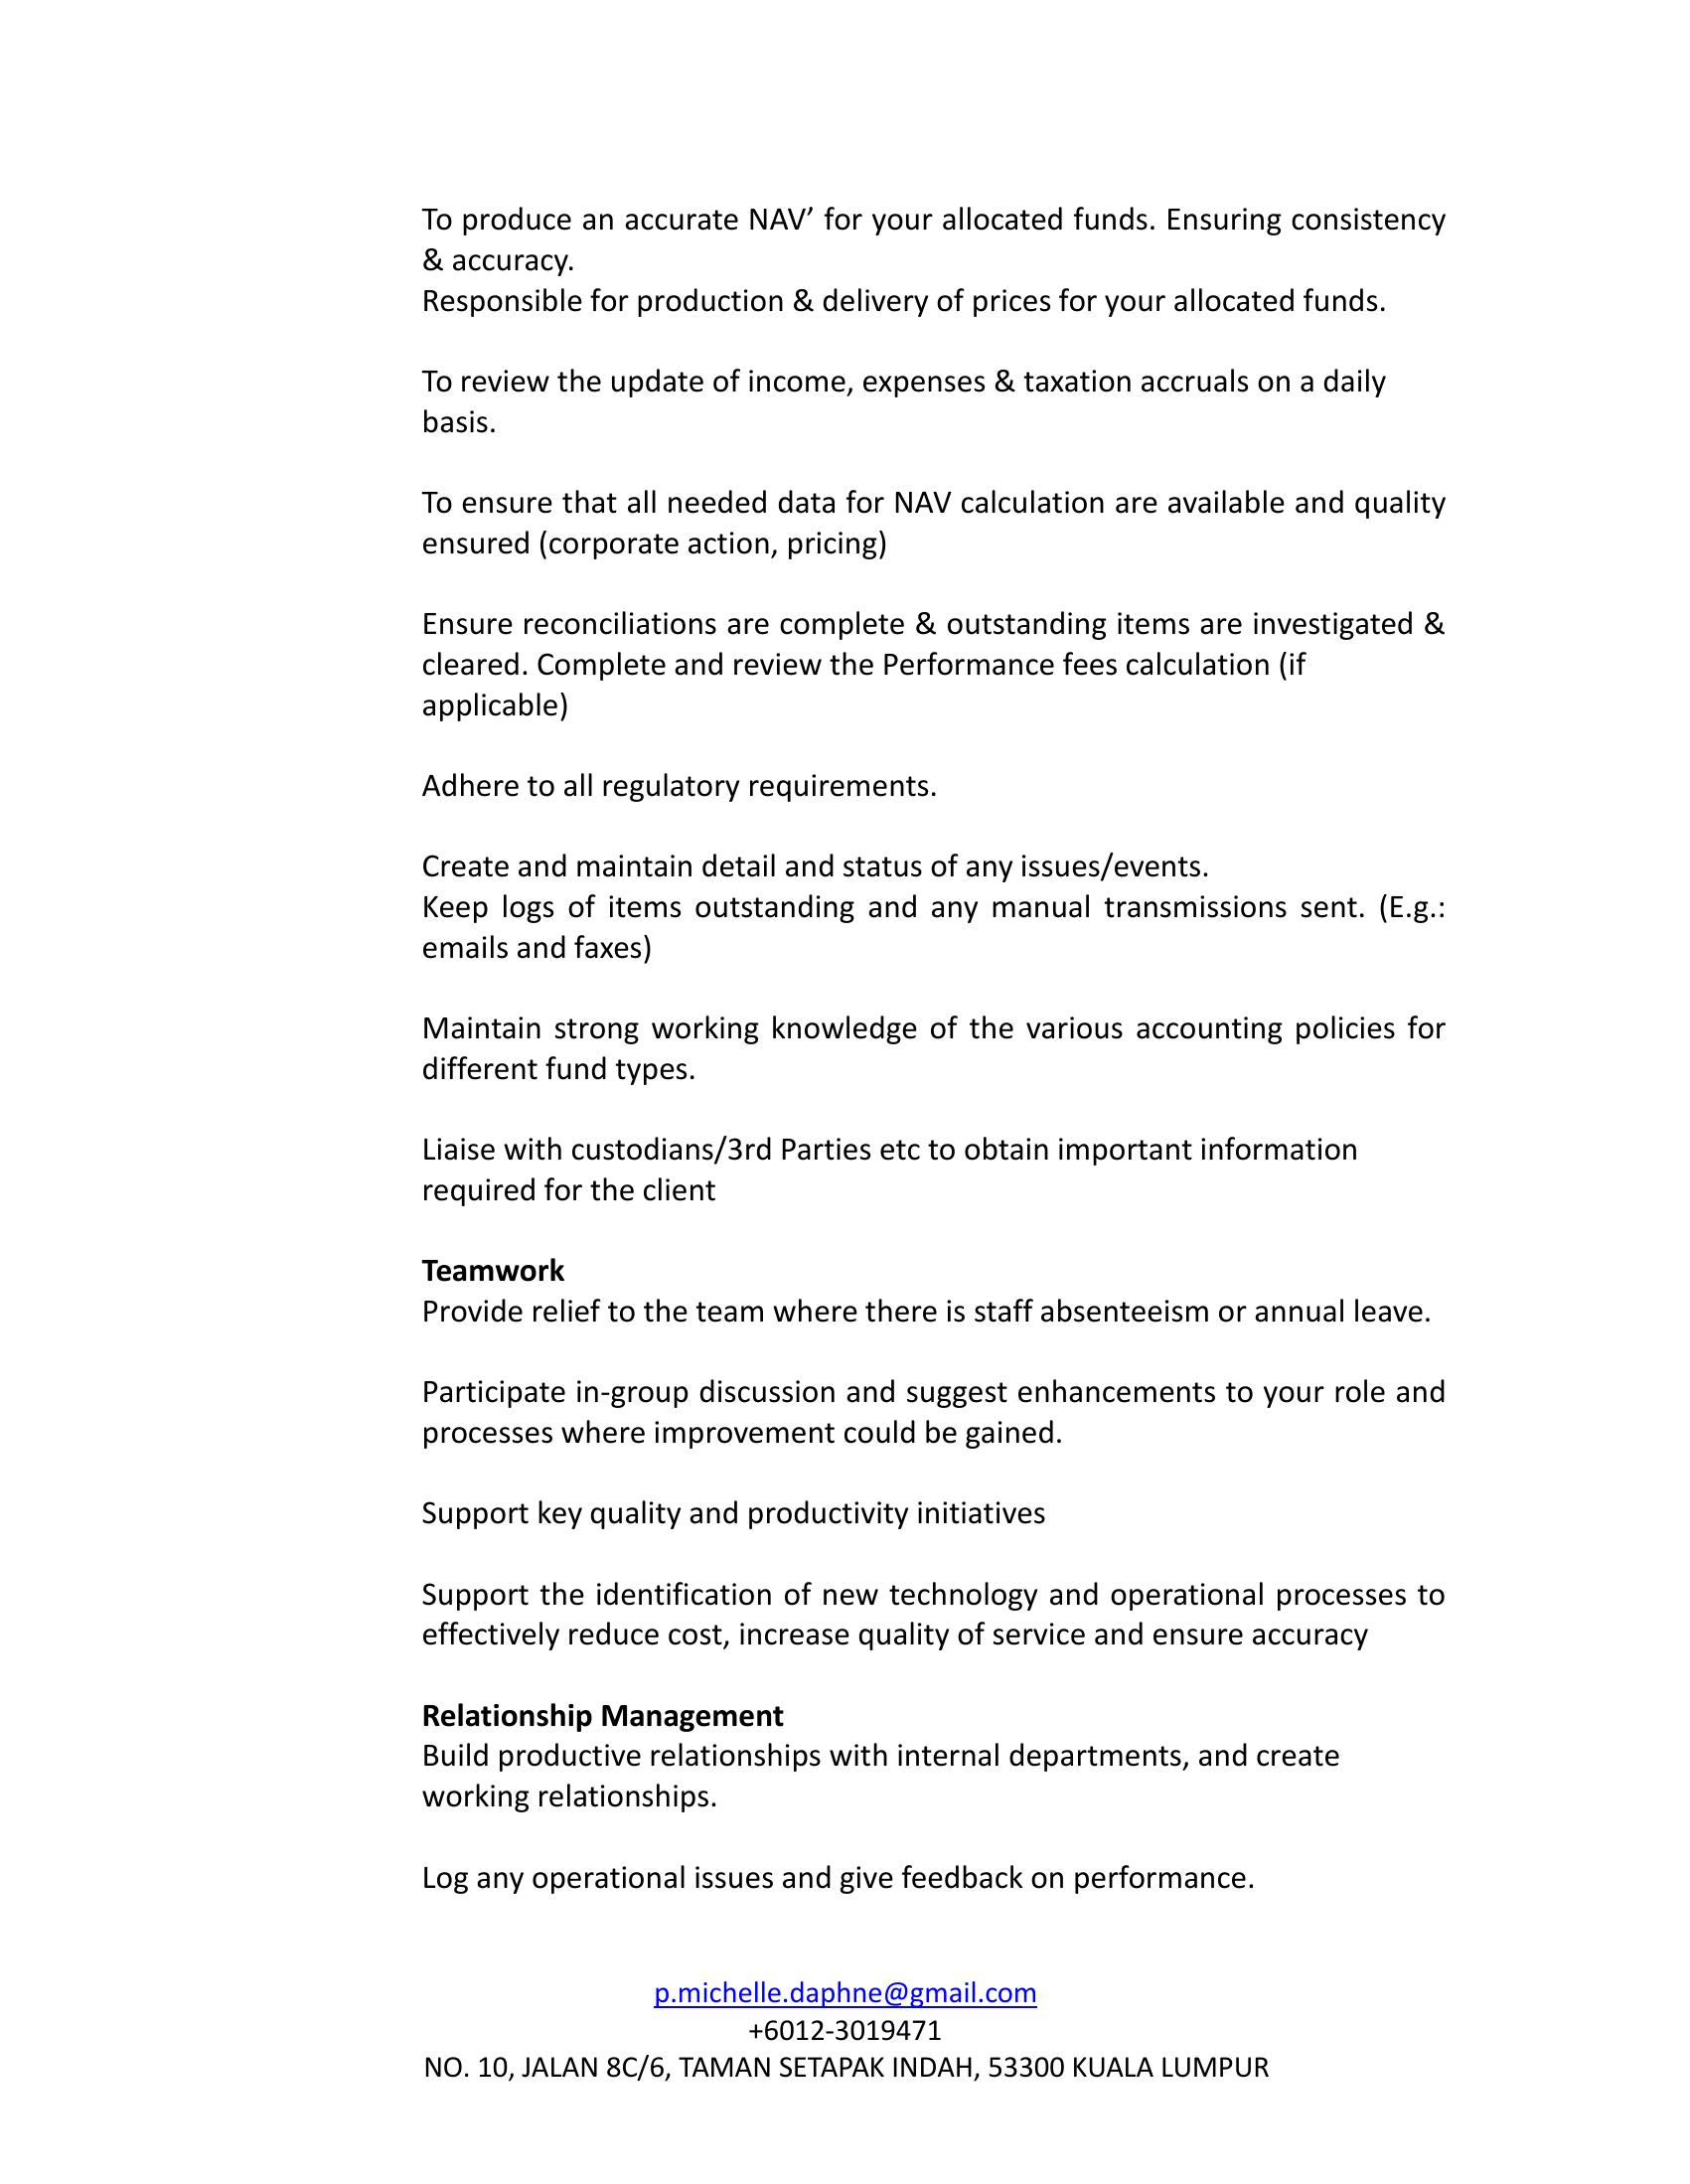 To produce an accurate NAV’ for your allocated funds. Ensuring consistency
& accuracy.
Responsible for production & delivery of prices for your allocated funds.
To review the update of income, expenses & taxation accruals on a daily
basis.
To ensure that all needed data for NAV calculation are available and quality
ensured (corporate action, pricing)
Ensure reconciliations are complete & outstanding items are investigated &
cleared. Complete and review the Performance fees calculation (if
applicable)
Adhere to all regulatory requirements.
Create and maintain detail and status of any issues/events.
Keep logs of items outstanding and any manual transmissions sent. (E.g.:
emails and faxes)
Maintain strong working knowledge of the various accounting policies for
different fund types.
Liaise with custodians/3rd Parties etc to obtain important information
required for the client
Teamwork
Provide relief to the team where there is staff absenteeism or annual leave.
Participate in-group discussion and suggest enhancements to your role and
processes where improvement could be gained.
Support key quality and productivity initiatives
Support the identification of new technology and operational processes to
effectively reduce cost, increase quality of service and ensure accuracy
Relationship Management
Build productive relationships with internal departments, and create
working relationships.
Log any operational issues and give feedback on performance.
p.michelle.daphne@gmail.com
+6012-3019471
NO. 10, JALAN 8C/6, TAMAN SETAPAK INDAH, 53300 KUALA LUMPUR